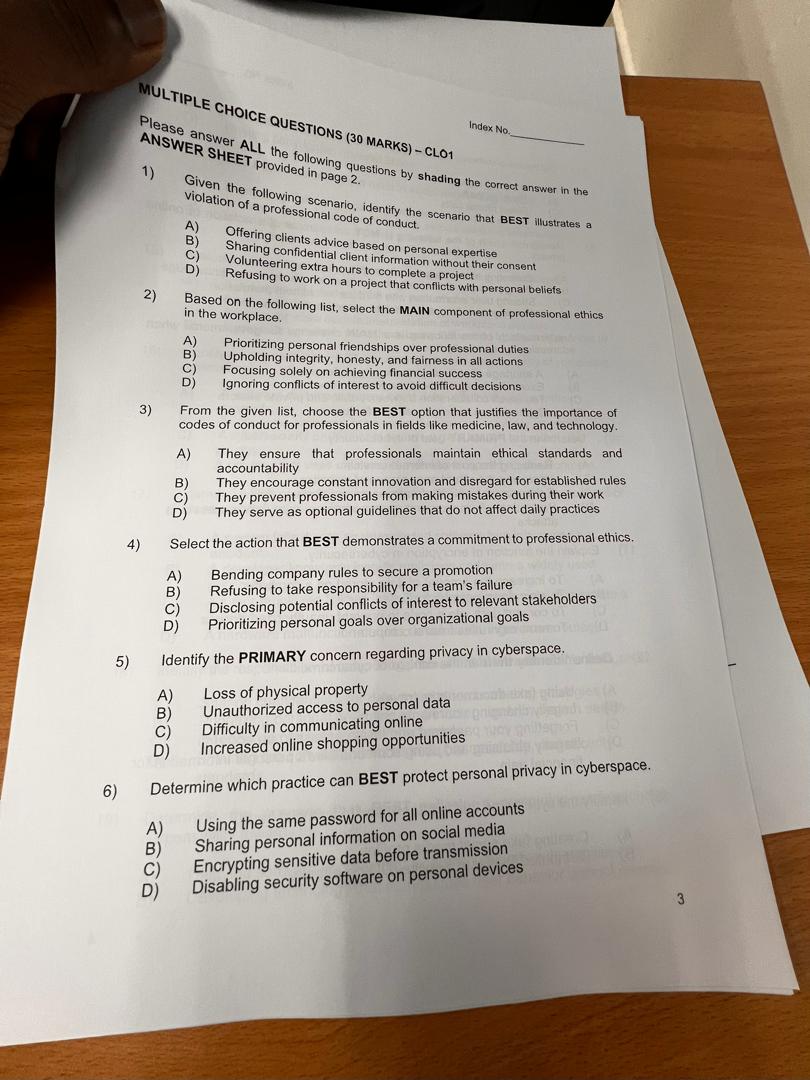 Index No.
MULTIPLE CHOICE QUESTIONS (30 MARKS) – CLO1
Please answer ALL the following questions by shading the correct answer in the
ANSWER SHEET provided in page 2.
1) Given the following scenario, identify the scenario that BEST illustrates a
violation of a professional code of conduct.
A) Offering clients advice based on personal expertise
B) Sharing confidential client information without their consent
C) Volunteering extra hours to complete a project
D) Refusing to work on a project that conflicts with personal beliefs
2) Based on the following list, select the MAIN component of professional ethics
in the workplace.
A) Prioritizing personal friendships over professional duties
B) Upholding integrity, honesty, and fairness in all actions
C) Focusing solely on achieving financial success
D) Ignoring conflicts of interest to avoid difficult decisions
3) From the given list, choose the BEST option that justifies the importance of
codes of conduct for professionals in fields like medicine, law, and technology.
A) They ensure that professionals maintain ethical standards and
accountability
B) They encourage constant innovation and disregard for established rules
C) They prevent professionals from making mistakes during their work
D) They serve as optional guidelines that do not affect daily practices
4) Select the action that BEST demonstrates a commitment to professional ethics.
A) Bending company rules to secure a promotion
B) Refusing to take responsibility for a team's failure
C) Disclosing potential conflicts of interest to relevant stakeholders
D) Prioritizing personal goals over organizational goals
5) Identify the PRIMARY concern regarding privacy in cyberspace.
A) Loss of physical property
B) Unauthorized access to personal data
C) Difficulty in communicating online
D) Increased online shopping opportunities
6) Determine which practice can BEST protect personal privacy in cyberspace.
A) Using the same password for all online accounts
B) Sharing personal information on social media
C) Encrypting sensitive data before transmission
D) Disabling security software on personal devices
3